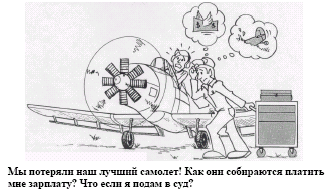 Мы потеряли наш лучший самолет! Как они собираются платить
мне зарплату? Что если я подам в суд?